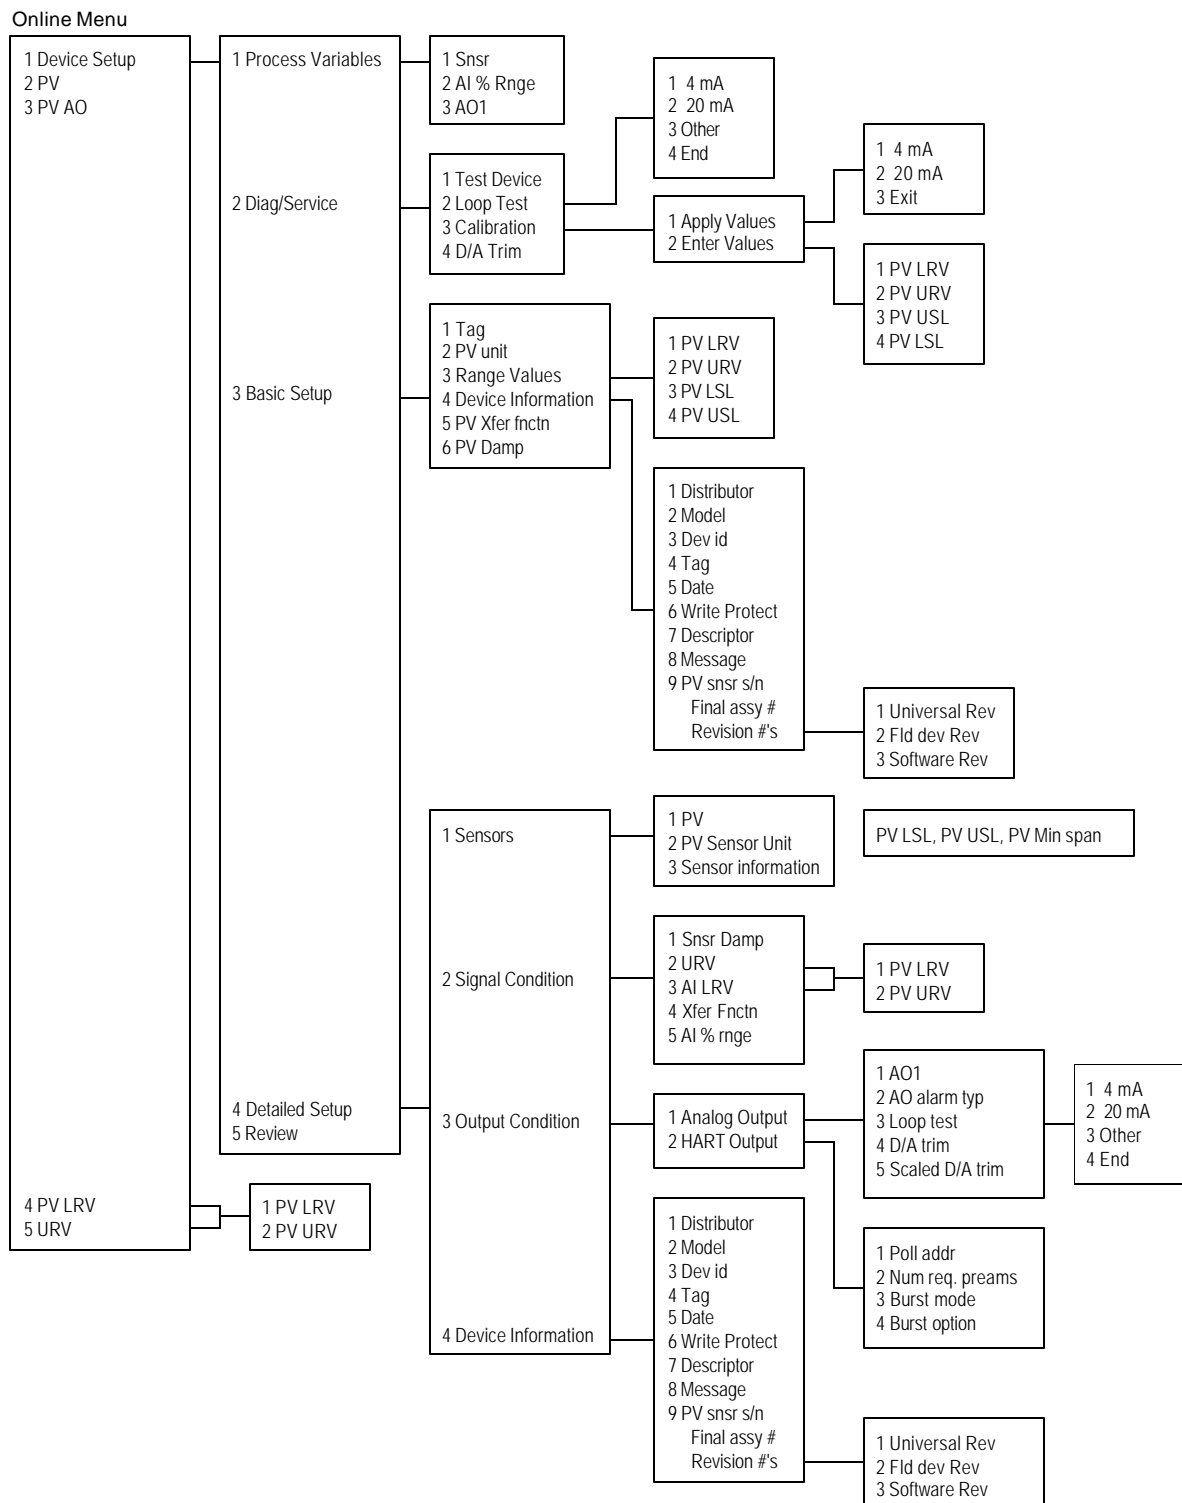 Online Menu
1 Device Setup
2 PV
3 PV AO
4 PV LRV
5 URV
1 PV LRV
2 PV URV
1 Process Variables
2 Diag/Service
3 Basic Setup
4 Detailed Setup
5 Review
1 Snsr
2 AI % Rnge
3 AO1
1 Test Device
2 Loop Test
3 Calibration
4 D/A Trim
1 4 mA
2 20 mA
3 Other
4 End
1 Apply Values
2 Enter Values
1 4 mA
2 20 mA
3 Exit
1 PV LRV
2 PV URV
3 PV USL
4 PV LSL
1 Tag
2 PV unit
3 Range Values
4 Device Information
5 PV Xfer fnctn
6 PV Damp
1 PV LRV
2 PV URV
3 PV LSL
4 PV USL
1 Distributor
2 Model
3 Dev id
4 Tag
5 Date
6 Write Protect
7 Descriptor
8 Message
9 PV snsr s/n
Final assy #
Revision #'s
1 Universal Rev
2 Fld dev Rev
3 Software Rev
1 Sensors
2 Signal Condition
3 Output Condition
4 Device Information
1 PV
2 PV Sensor Unit
3 Sensor information
PV LSL, PV USL, PV Min span
1 Snsr Damp
2 URV
3 AI LRV
4 Xfer Fnctn
5 AI % rnge
1 PV LRV
2 PV URV
1 Analog Output
2 HART Output
1 AO1
2 AO alarm typ
3 Loop test
4 D/A trim
5 Scaled D/A trim
1 4 mA
2 20 mA
3 Other
4 End
1 Poll addr
2 Num req. preams
3 Burst mode
4 Burst option
1 Distributor
2 Model
3 Dev id
4 Tag
5 Date
6 Write Protect
7 Descriptor
8 Message
9 PV snsr s/n
Final assy #
Revision #'s
1 Universal Rev
2 Fld dev Rev
3 Software Rev